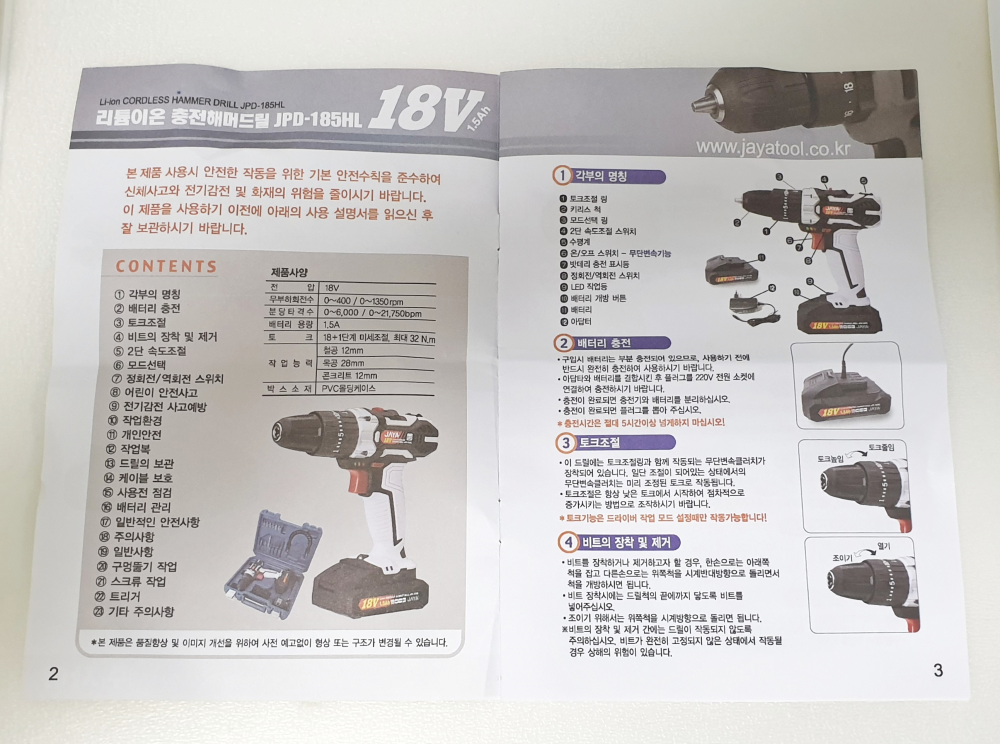 Li-ion CORDLESS HAMMER DRILL JPD-185HL
리튬이온 충전해머드릴 JPD-185HL
18V
1.5Ah
본 제품 사용시 안전한 작동을 위한 기본 안전수칙을 준수하여
신체사고와 전기감전 및 화재의 위험을 줄이시기 바랍니다.
이 제품을 사용하기 이전에 아래의 사용 설명서를 읽으신 후
잘 보관하시기 바랍니다.
CONTENTS
① 각부의 명칭
② 배터리 충전
③ 토크조절
④ 비트의 장착 및 제거
⑤ 2단 속도조절
⑥ 모드선택
⑦ 정회전/역회전 스위치
⑧ 어린이 안전사고
⑨ 전기감전 사고예방
⑩ 작업환경
⑪ 개인안전
⑫ 작업복
⑬ 드릴의 보관
⑭ 케이블 보호
⑮ 사용전 점검
⑯ 배터리 관리
⑰ 일반적인 안전사항
⑱ 주의사항
⑲ 일반사항
⑳ 구멍뚫기 작업
㉑ 스크류 작업
㉒ 트리거
㉓ 기타 주의사항
제품사양
전 압 18V
무부하회전수 0~400 / 0~1350rpm
분당타격수 0~6,000 / 0~21,750bpm
배터리 용량 1.5A
토 크 18+1단계 미세조절, 최대 32 N.m
작업능력 철공 12mm
목공 28mm
콘크리트 12mm
박스소재 PVC몰딩케이스
JAYA
18V
*본 제품은 품질향상 및 이미지 개선을 위하여 사전 예고없이 형상 또는 구조가 변경될 수 있습니다.
2
www.jayatool.co.kr
1 각부의 명칭
❶ 토크조절 링
❷ 키리스 척
❸ 모드선택 링
❹ 2단 속도조절 스위치
❺ 수평계
❻ 온/오프 스위치 - 무단변속기능
❼ 밧테리 충전 표시등
❽ 정회전/역회전 스위치
❾ LED 작업등
❿ 배터리 개방 버튼
⓫ 배터리
⓬ 아답터
2 배터리 충전
• 구입시 배터리는 부분 충전되어 있으므로, 사용하기 전에
반드시 완전히 충전하여 사용하시기 바랍니다.
• 아답타와 배터리를 결합시킨 후 플러그를 220V 전원 소켓에
연결하여 충전하시기 바랍니다.
• 충전이 완료되면 충전기와 배터리를 분리하십시오.
• 충전이 완료되면 플러그를 뽑아 주십시오.
* 충전시간은 절대 5시간이상 넘게하지 마십시오!
18V
3 토크조절
• 이 드릴에는 토크조절링과 함께 작동되는 무단변속클러치가
장착되어 있습니다. 일단 조절이 되어있는 상태에서의
무단변속클러치는 미리 조정된 토크로 작동됩니다.
• 토크조절은 항상 낮은 토크에서 시작하여 점차적으로
증가시키는 방법으로 조작하시기 바랍니다.
* 토크기능은 드라이버 작업 모드 설정때만 작동가능합니다!
토크줄임
토크높임
4 비트의 장착 및 제거
• 비트를 장착하거나 제거하고자 할 경우, 한손으로는 아래쪽
척을 잡고 다른손으로는 위쪽척을 시계반대방향으로 돌리면서
척을 개방하시면 됩니다.
• 비트 장착시에는 드릴척의 끝에까지 닿도록 비트를
넣어주십시오.
• 조이기 위해서는 위쪽척을 시계방향으로 돌리면 됩니다.
※비트의 장착 및 제거 간에는 드릴이 작동되지 않도록
주의하십시오. 비트가 완전히 고정되지 않은 상태에서 작동될
경우 상해의 위험이 있습니다.
열기
조이기
3